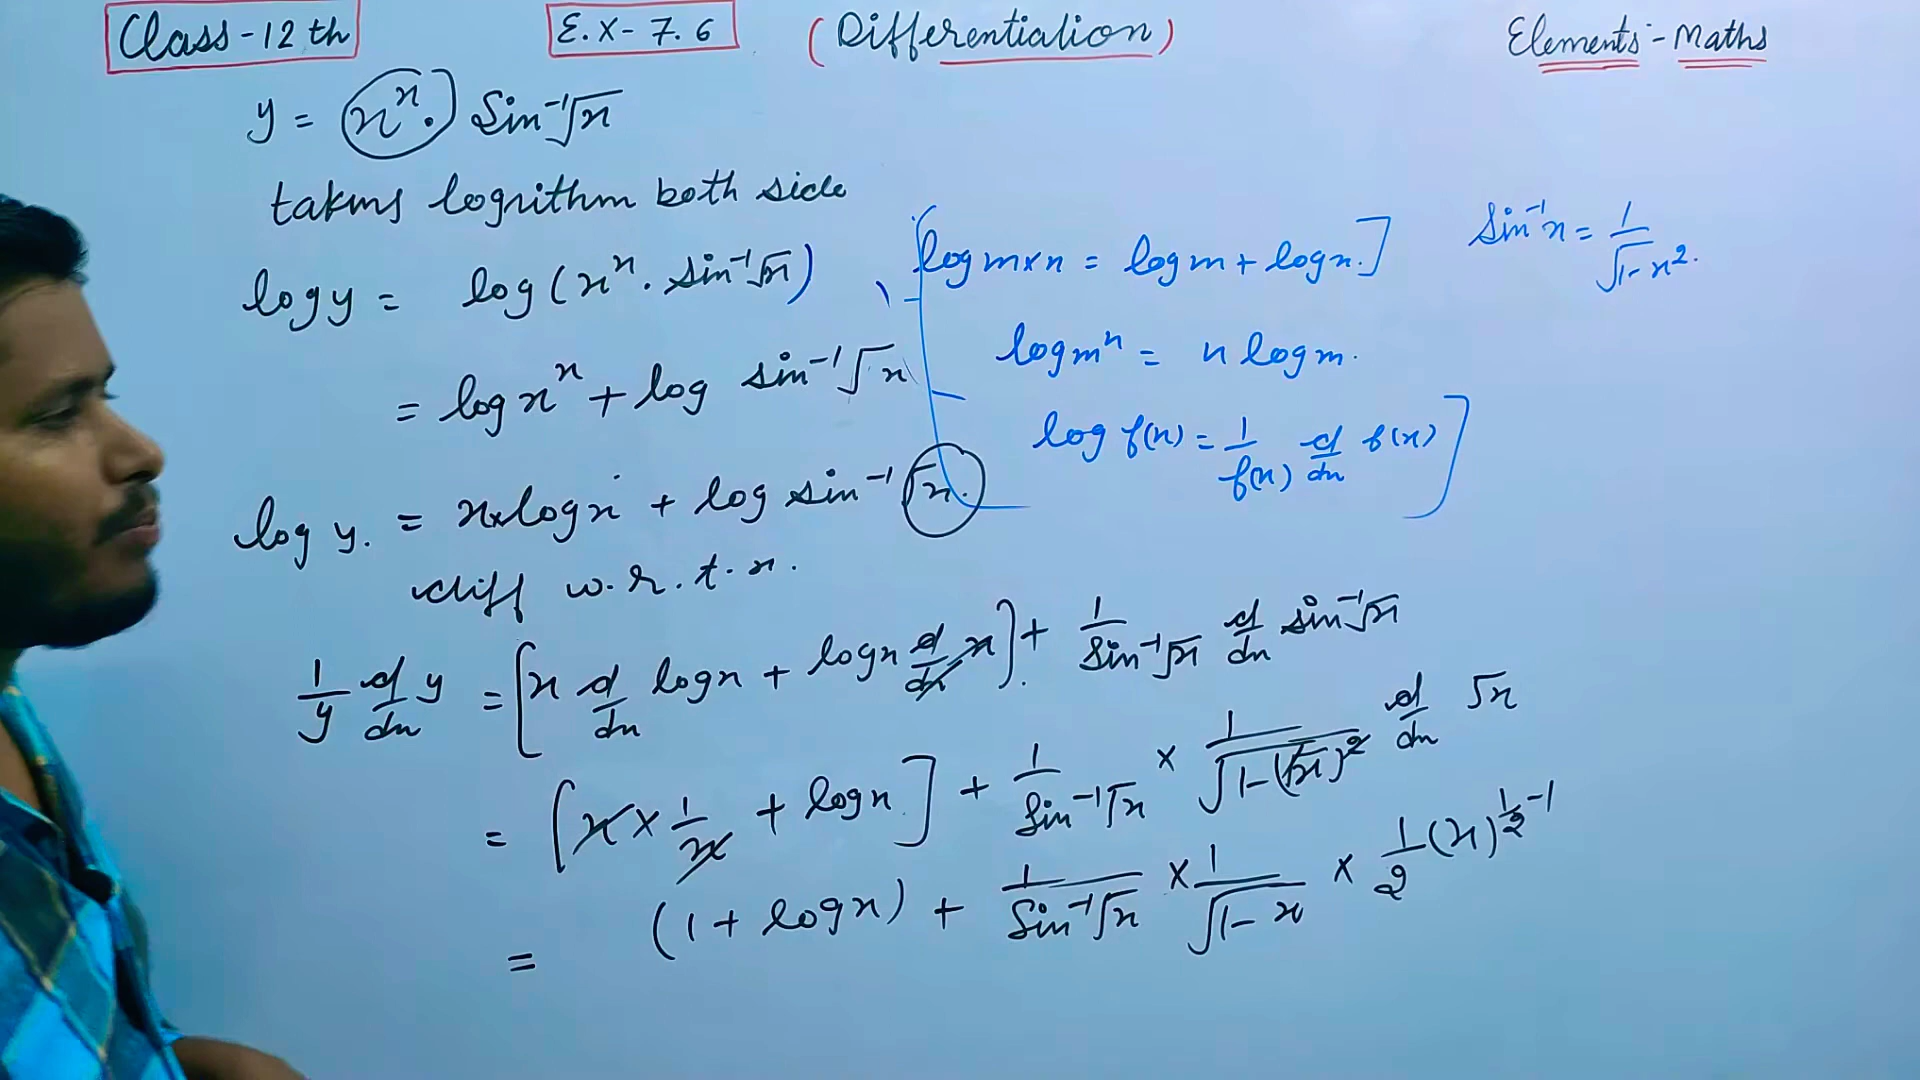 Class-12th
E.X-7.6
(Differentiation)
Elements-Maths
y = x^x. Sin⁻¹√x
taking logrithm both side
log y = log(x^x. sin⁻¹√x)
= log x^x + log sin⁻¹√x
log y. = x×log x + log sin⁻¹√x.
diff w.r.t.x.
1/y d/dx y = [x d/dx log x + log x d/dx x] + 1/Sin⁻¹√x d/dx sin⁻¹√x
= [x × 1/x + log x] + 1/Sin⁻¹√x × 1/√(1-(√x)²) d/dx √x
= (1 + log x) + 1/Sin⁻¹√x × 1/√(1-x) × 1/2 (x)^(1/2-1)
[log m×n = log m + log n.]
log mⁿ = n log m.
log f(x) = 1/f(x) d/dx f(x)]
Sin⁻¹x = 1/√(1-x²).